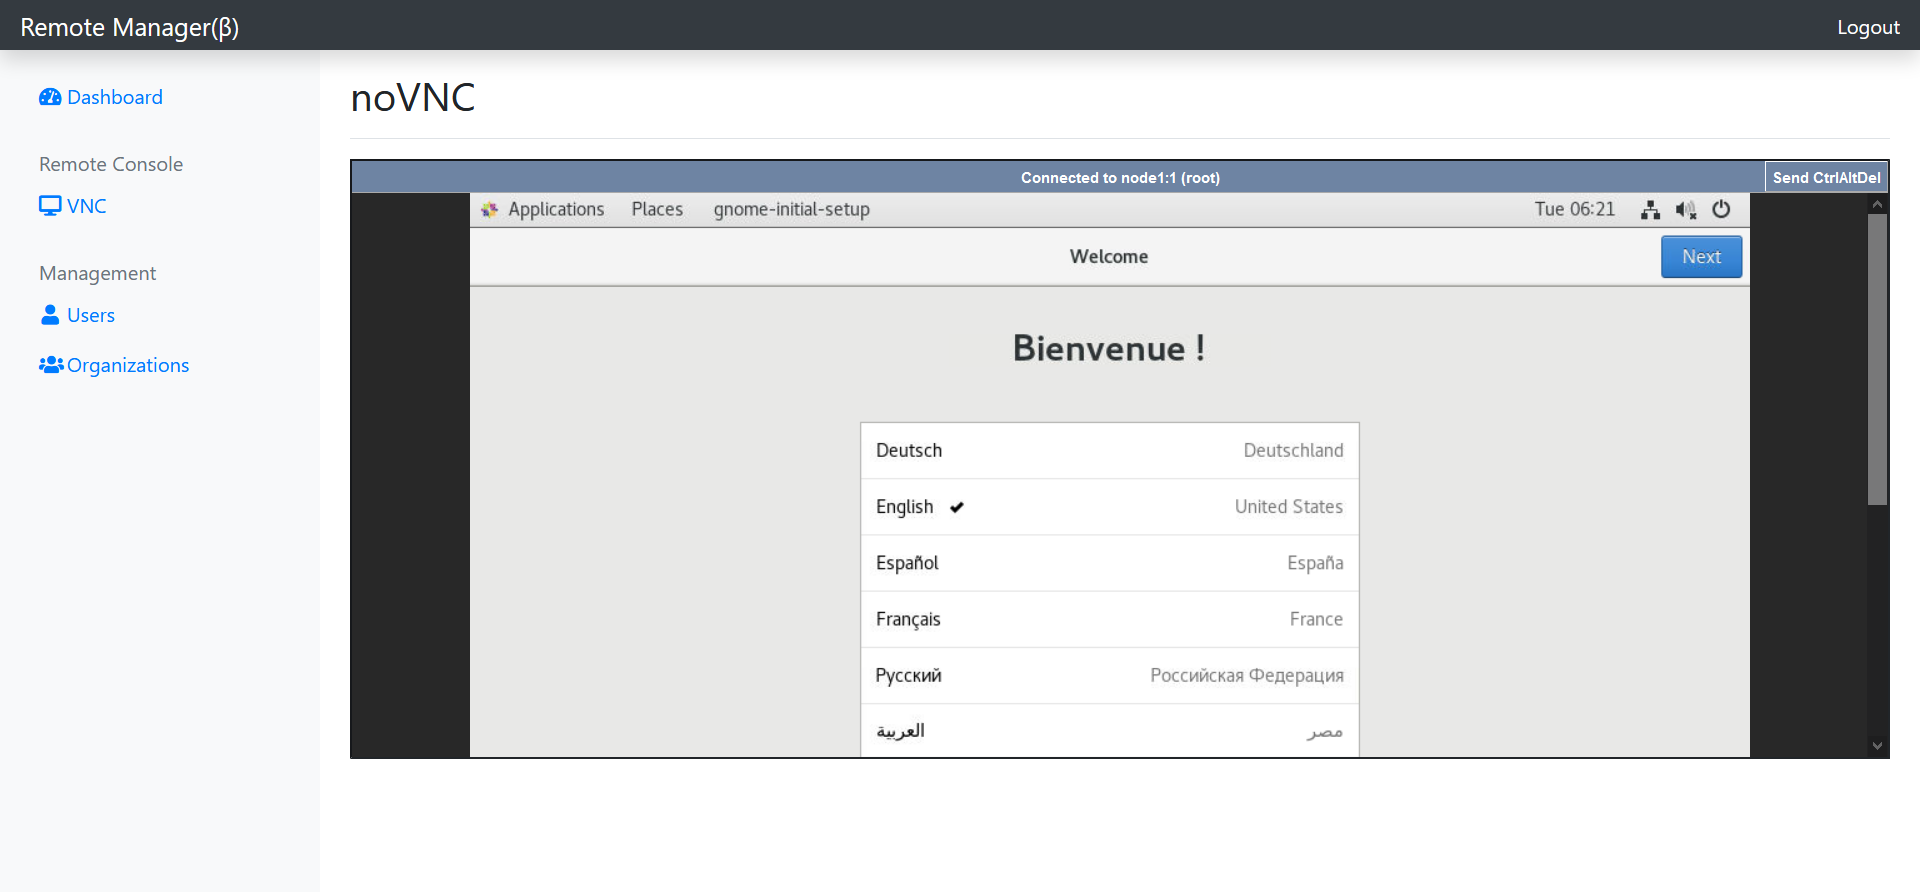 Remote Manager(β)
Logout
Dashboard
Remote Console
VNC
Management
Users
Organizations
noVNC
Connected to node1:1 (root)
Send CtrlAltDel
Applications Places gnome-initial-setup Tue 06:21
Welcome
Next
Bienvenue !
Deutsch Deutschland
English United States
Español España
Français France
Русский Российская Федерация
العربية مصر